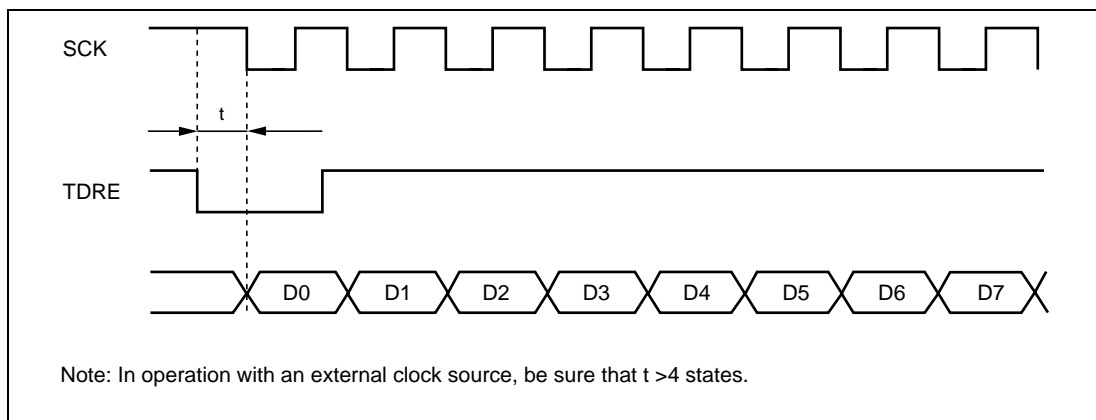 SCK
t
TDRE
D0 D1 D2 D3 D4 D5 D6 D7
Note: In operation with an external clock source, be sure that t >4 states.